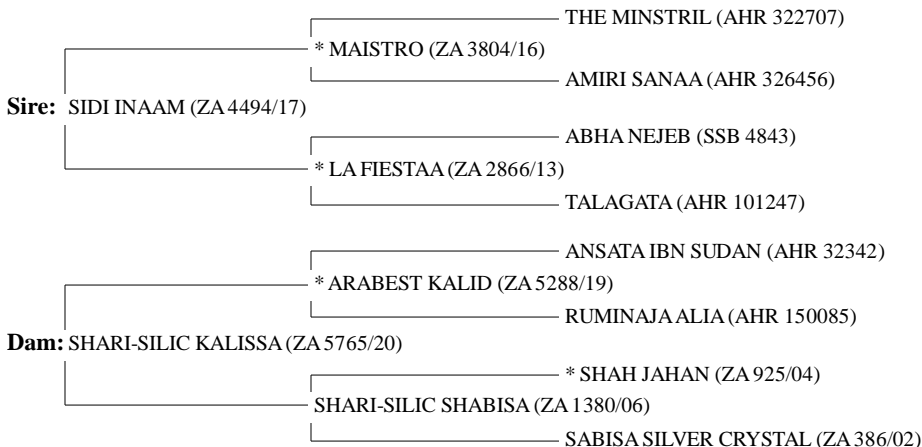 THE MINSTRIL (AHR 322707)
* MAISTRO (ZA 3804/16)
AMIRI SANAA (AHR 326456)
Sire: SIDI INAAM (ZA 4494/17)
ABHA NEJEB (SSB 4843)
* LA FIESTAA (ZA 2866/13)
TALAGATA (AHR 101247)
ANSATA IBN SUDAN (AHR 32342)
* ARABEST KALID (ZA 5288/19)
RUMINAJA ALIA (AHR 150085)
Dam: SHARI-SILIC KALISSA (ZA 5765/20)
* SHAH JAHAN (ZA 925/04)
SHARI-SILIC SHABISA (ZA 1380/06)
SABISA SILVER CRYSTAL (ZA 386/02)